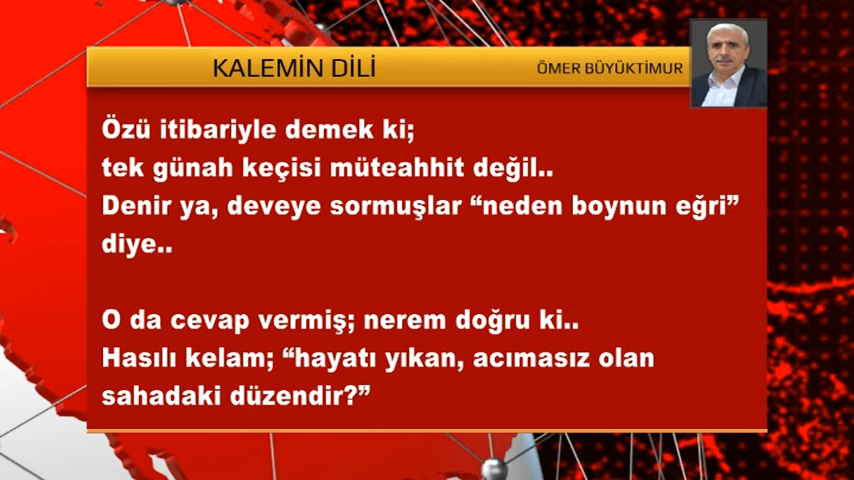 KALEMİN DİLİ
ÖMER BÜYÜKTİMUR
Özü itibariyle demek ki;
tek günah keçisi müteahhit değil..
Denir ya, deveye sormuşlar “neden boynun eğri”
diye..
O da cevap vermiş; nerem doğru ki..
Hasılı kelam; “hayatı yıkan, acımasız olan
sahadaki düzendir?”